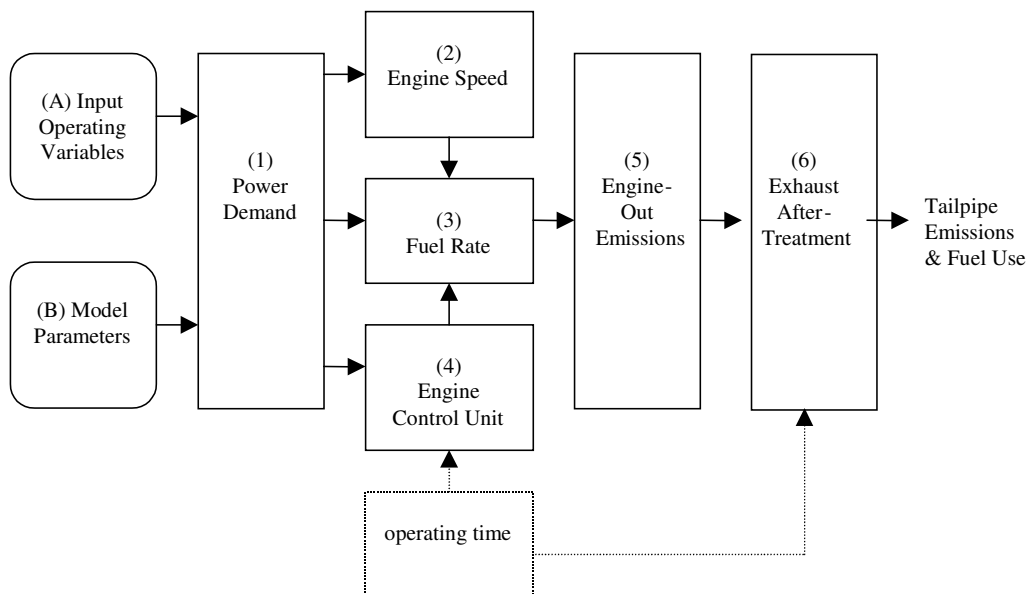 (A) Input
Operating
Variables
(B) Model
Parameters
(1)
Power
Demand
(2)
Engine Speed
(3)
Fuel Rate
(4)
Engine
Control Unit
operating time
(5)
Engine-
Out
Emissions
(6)
Exhaust
After-
Treatment
Tailpipe
Emissions
& Fuel Use